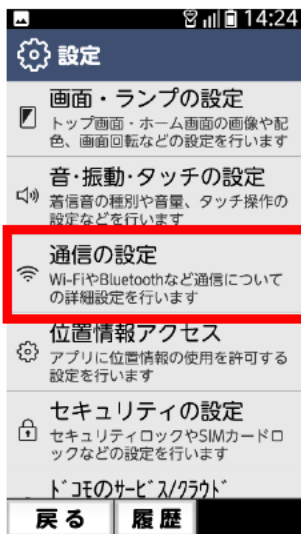 14:24
設定
画面・ランプの設定
トップ画面・ホーム画面の画像や配
色、画面回転などの設定を行います
音・振動・タッチの設定
着信音の種別や音量、タッチ操作の
設定などを行います
通信の設定
Wi-FiやBluetoothなど通信について
の詳細設定を行います
位置情報アクセス
アプリに位置情報の使用を許可する
設定を行います
セキュリティの設定
セキュリティロックやSIMカードロ
ックなどの設定を行います
ドコモのサービス/クラウド
戻る 履歴